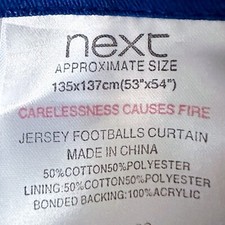 next
APPROXIMATE SIZE
135x137cm(53"x54")
CARELESSNESS CAUSES FIRE
JERSEY FOOTBALLS CURTAIN
MADE IN CHINA
50%COTTON50%POLYESTER
LINING:50%COTTON50%POLYESTER
BONDED BACKING:100%ACRYLIC